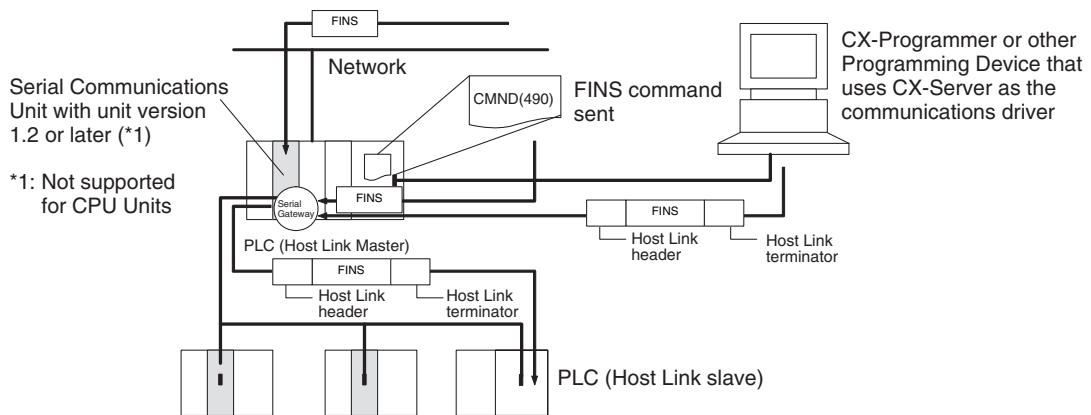 FINS
Network
CMND(490)
FINS command
sent
CX-Programmer or other
Programming Device that
uses CX-Server as the
communications driver
Serial Communications
Unit with unit version
1.2 or later (*1)
*1: Not supported
for CPU Units
Serial
Gateway
FINS
FINS
Host Link
header
Host Link
terminator
PLC (Host Link Master)
FINS
Host Link
header
Host Link
terminator
PLC (Host Link slave)